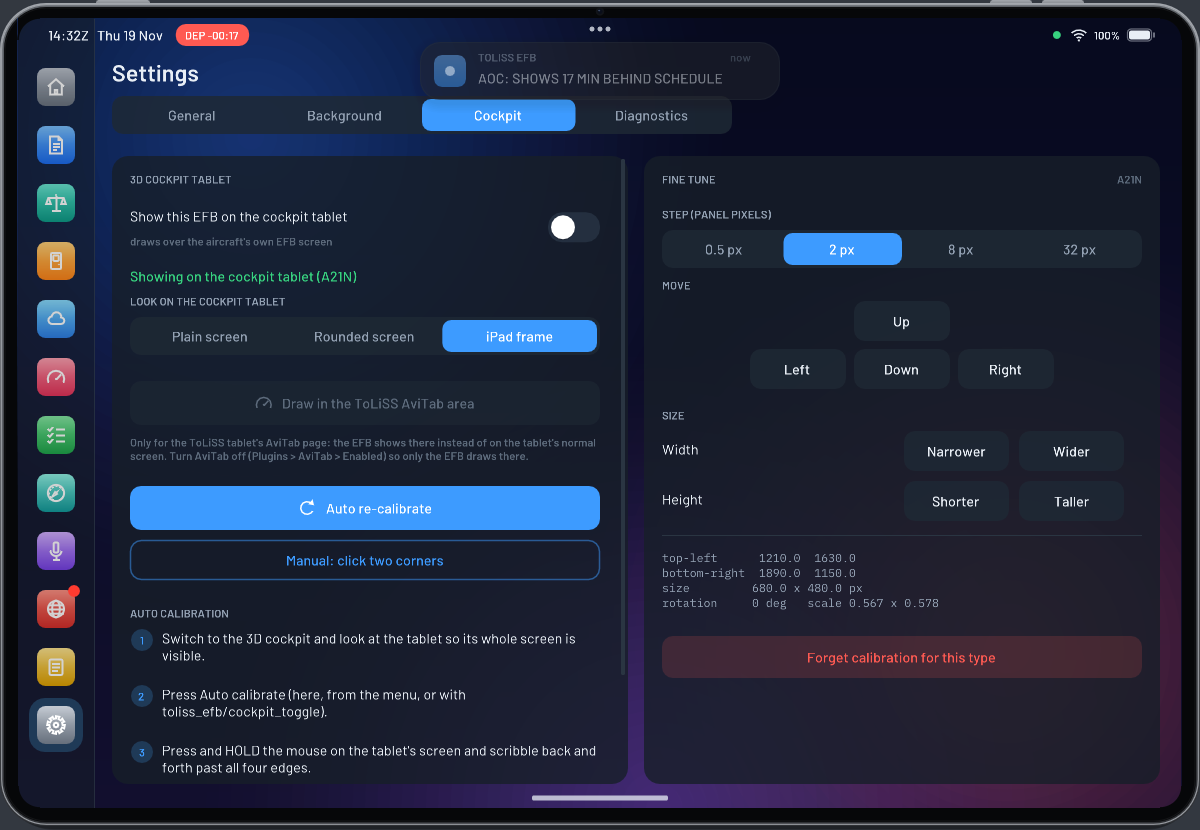 14:32Z Thu 19 Nov DEP -00:17
100%
TOLISS EFB now
AOC: SHOWS 17 MIN BEHIND SCHEDULE
Settings
General Background Cockpit Diagnostics
3D COCKPIT TABLET
Show this EFB on the cockpit tablet
draws over the aircraft's own EFB screen
Showing on the cockpit tablet (A21N)
LOOK ON THE COCKPIT TABLET
Plain screen Rounded screen iPad frame
Draw in the ToLiSS AviTab area
Only for the ToLiSS tablet's AviTab page: the EFB shows there instead of on the tablet's normal
screen. Turn AviTab off (Plugins > AviTab > Enabled) so only the EFB draws there.
Auto re-calibrate
Manual: click two corners
AUTO CALIBRATION
1 Switch to the 3D cockpit and look at the tablet so its whole screen is
visible.
2 Press Auto calibrate (here, from the menu, or with
toliss_efb/cockpit_toggle).
3 Press and HOLD the mouse on the tablet's screen and scribble back and
forth past all four edges.
FINE TUNE A21N
STEP (PANEL PIXELS)
0.5 px 2 px 8 px 32 px
MOVE
Up
Left Down Right
SIZE
Width Narrower Wider
Height Shorter Taller
top-left 1210.0 1630.0
bottom-right 1890.0 1150.0
size 680.0 x 480.0 px
rotation 0 deg scale 0.567 x 0.578
Forget calibration for this type